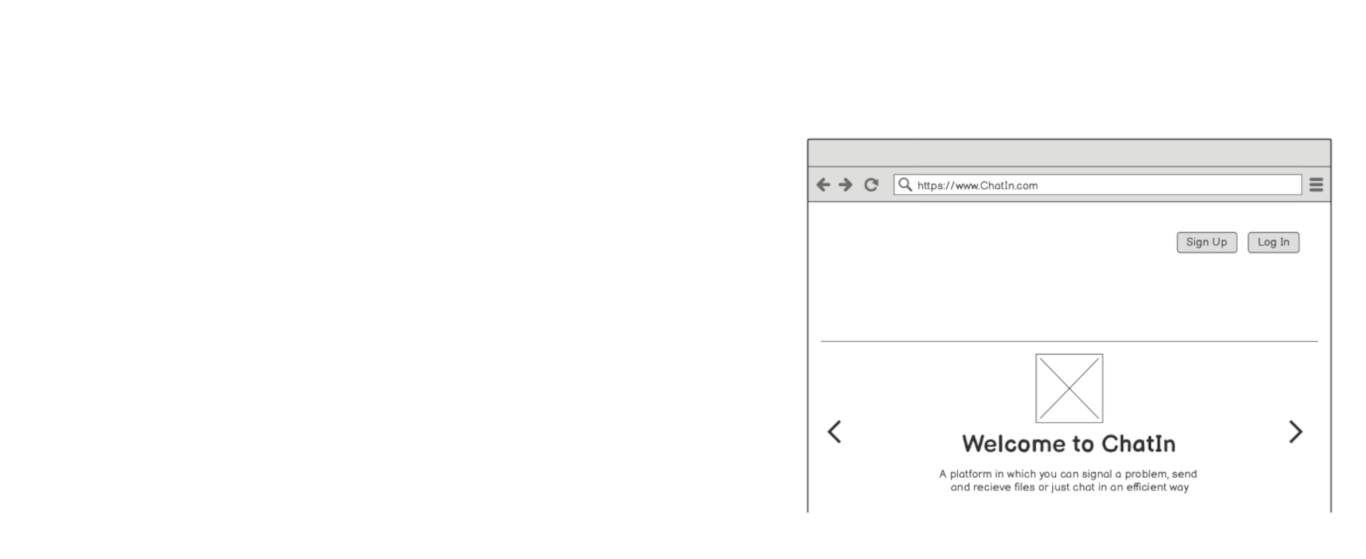 https://www.ChatIn.com
Sign Up Log In
Welcome to ChatIn
A platform in which you can signal a problem, send
and recieve files or just chat in an efficient way